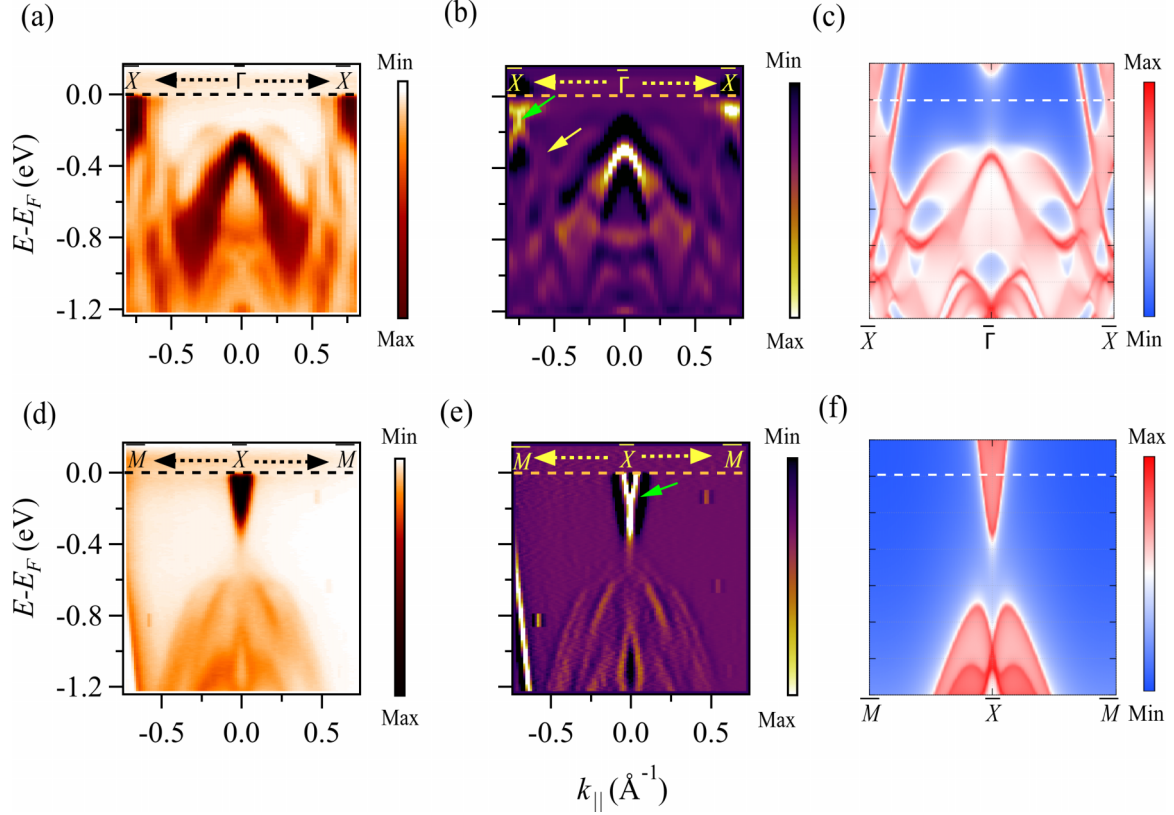 (a)
(b)
(c)
X̅ Γ̅ X̅
Min
Max
0.0
-0.4
-0.8
-1.2
E-E_F (eV)
-0.5 0.0 0.5
X̅ Γ̅ X̅
Min
Max
-0.5 0.0 0.5
Max
Min
X̅ Γ̅ X̅
(d)
(e)
(f)
M̅ X̅ M̅
Min
Max
0.0
-0.4
-0.8
-1.2
E-E_F (eV)
-0.5 0.0 0.5
M̅ X̅ M̅
Min
Max
-0.5 0.0 0.5
Max
Min
M̅ X̅ M̅
k_|| (Å⁻¹)